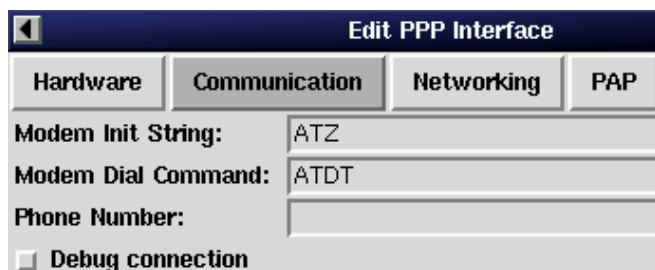 Edit PPP Interface
Hardware Communication Networking PAP
Modem Init String: ATZ
Modem Dial Command: ATDT
Phone Number:
Debug connection